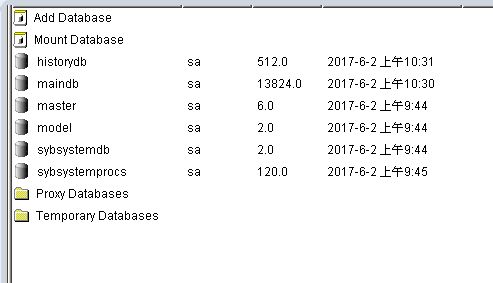 Add Database
Mount Database
historydb sa 512.0 2017-6-2 上午10:31
maindb sa 13824.0 2017-6-2 上午10:30
master sa 6.0 2017-6-2 上午9:44
model sa 2.0 2017-6-2 上午9:44
sybsystemdb sa 2.0 2017-6-2 上午9:44
sybsystemprocs sa 120.0 2017-6-2 上午9:45
Proxy Databases
Temporary Databases